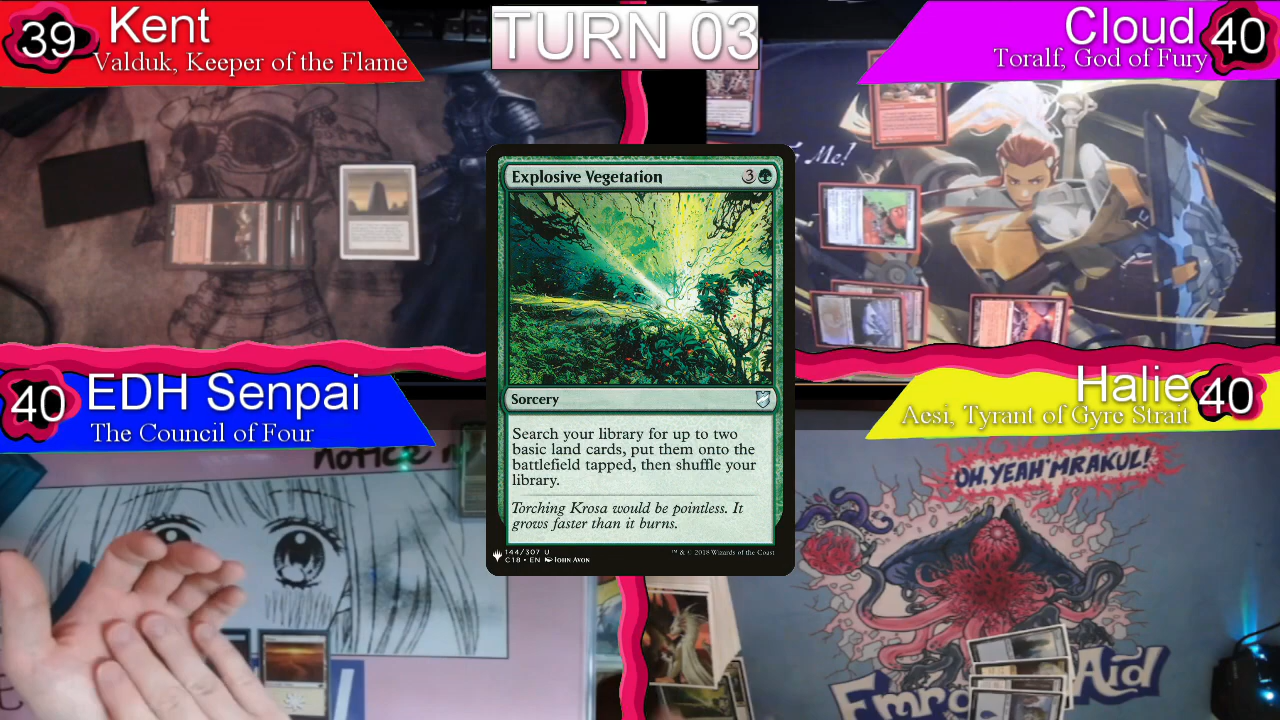 39
Kent
Valduk, Keeper of the Flame
TURN 03
Cloud
40
Toralf, God of Fury
Me!
Explosive Vegetation
3
Sorcery
Search your library for up to two
basic land cards, put them onto the
battlefield tapped, then shuffle your
library.
Torching Krosa would be pointless. It
grows faster than it burns.
144/307 U
C18 • EN JOHN AVON
™ & © 2018 Wizards of the Coast
40
EDH Senpai
The Council of Four
notice
Halie
40
Aesi, Tyrant of Gyre Strait
OH, YEAH 'MRAKUL!
Aid